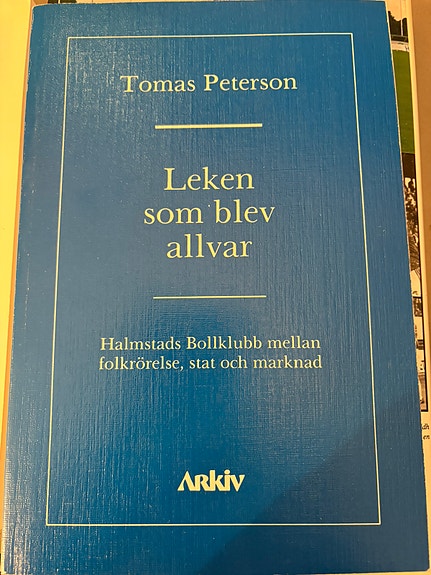 Tomas Peterson
Leken
som blev
allvar
Halmstads Bollklubb mellan
folkrörelse, stat och marknad
Arkiv